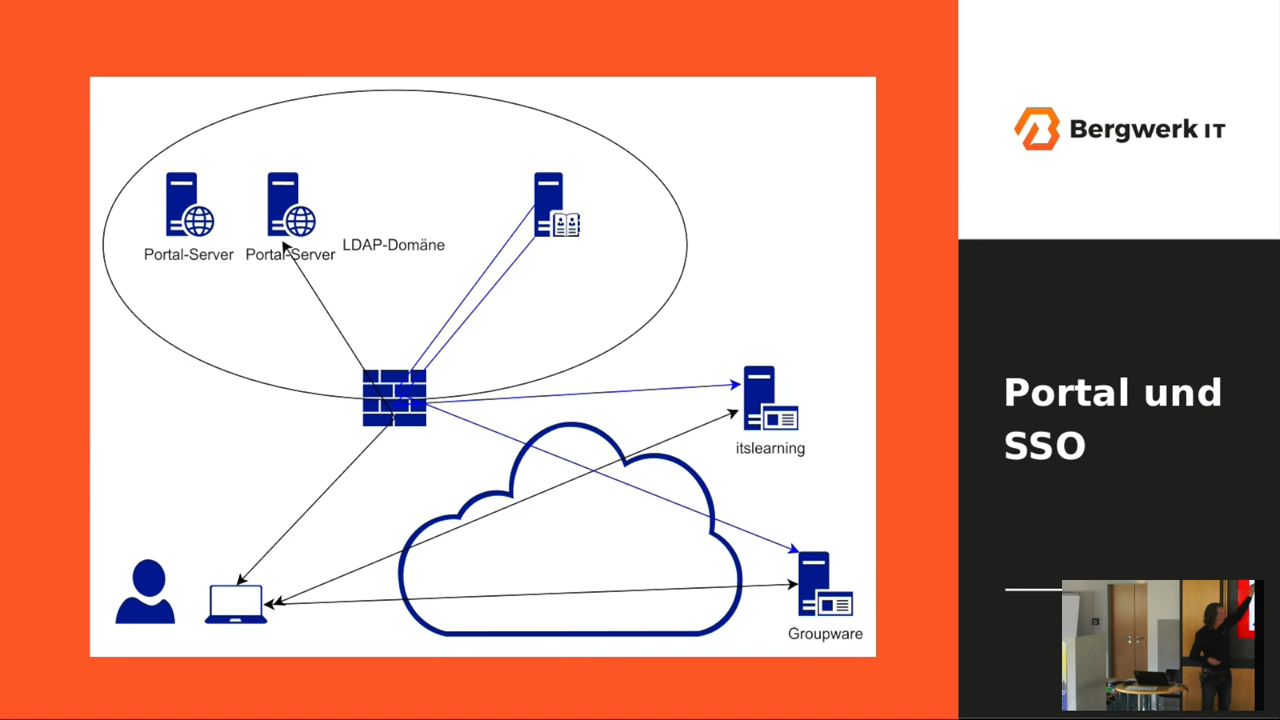 Portal-Server
Portal-Server
LDAP-Domäne
itslearning
Groupware
Bergwerk IT
Portal und
SSO